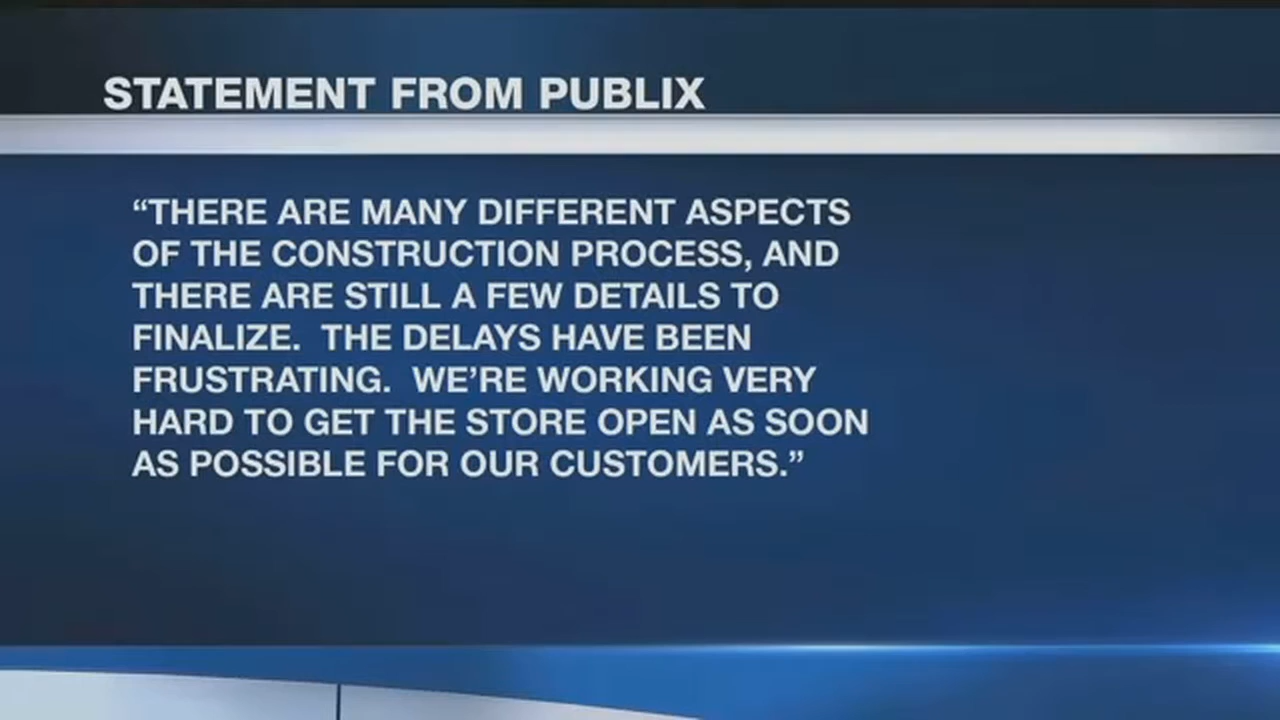 STATEMENT FROM PUBLIX
“THERE ARE MANY DIFFERENT ASPECTS
OF THE CONSTRUCTION PROCESS, AND
THERE ARE STILL A FEW DETAILS TO
FINALIZE.  THE DELAYS HAVE BEEN
FRUSTRATING.  WE’RE WORKING VERY
HARD TO GET THE STORE OPEN AS SOON
AS POSSIBLE FOR OUR CUSTOMERS.”